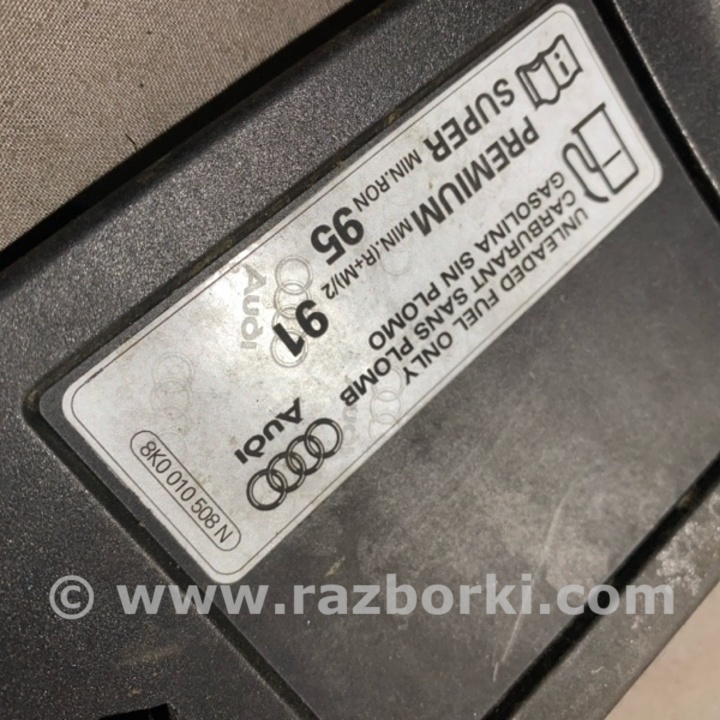 UNLEADED FUEL ONLY
CARBURANT SANS PLOMB
GASOLINA SIN PLOMO
PREMIUM MIN.(R+M)/2 91
SUPER MIN.RON 95
Audi
Audi
Audi
8K0 010 508 N
© www.razborki.com